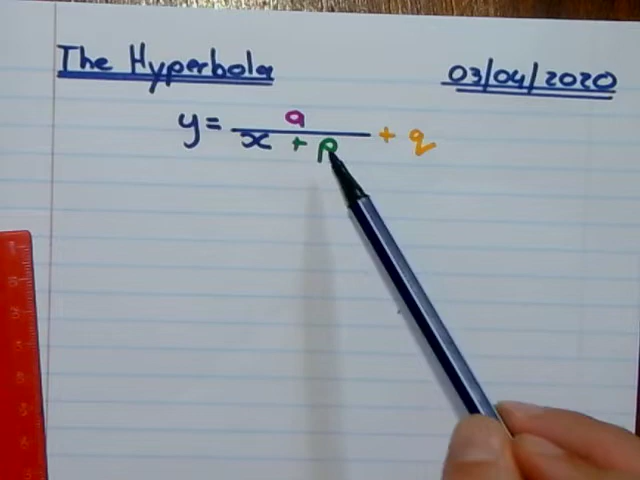 The Hyperbola
03/04/2020
y = a / x + p + q